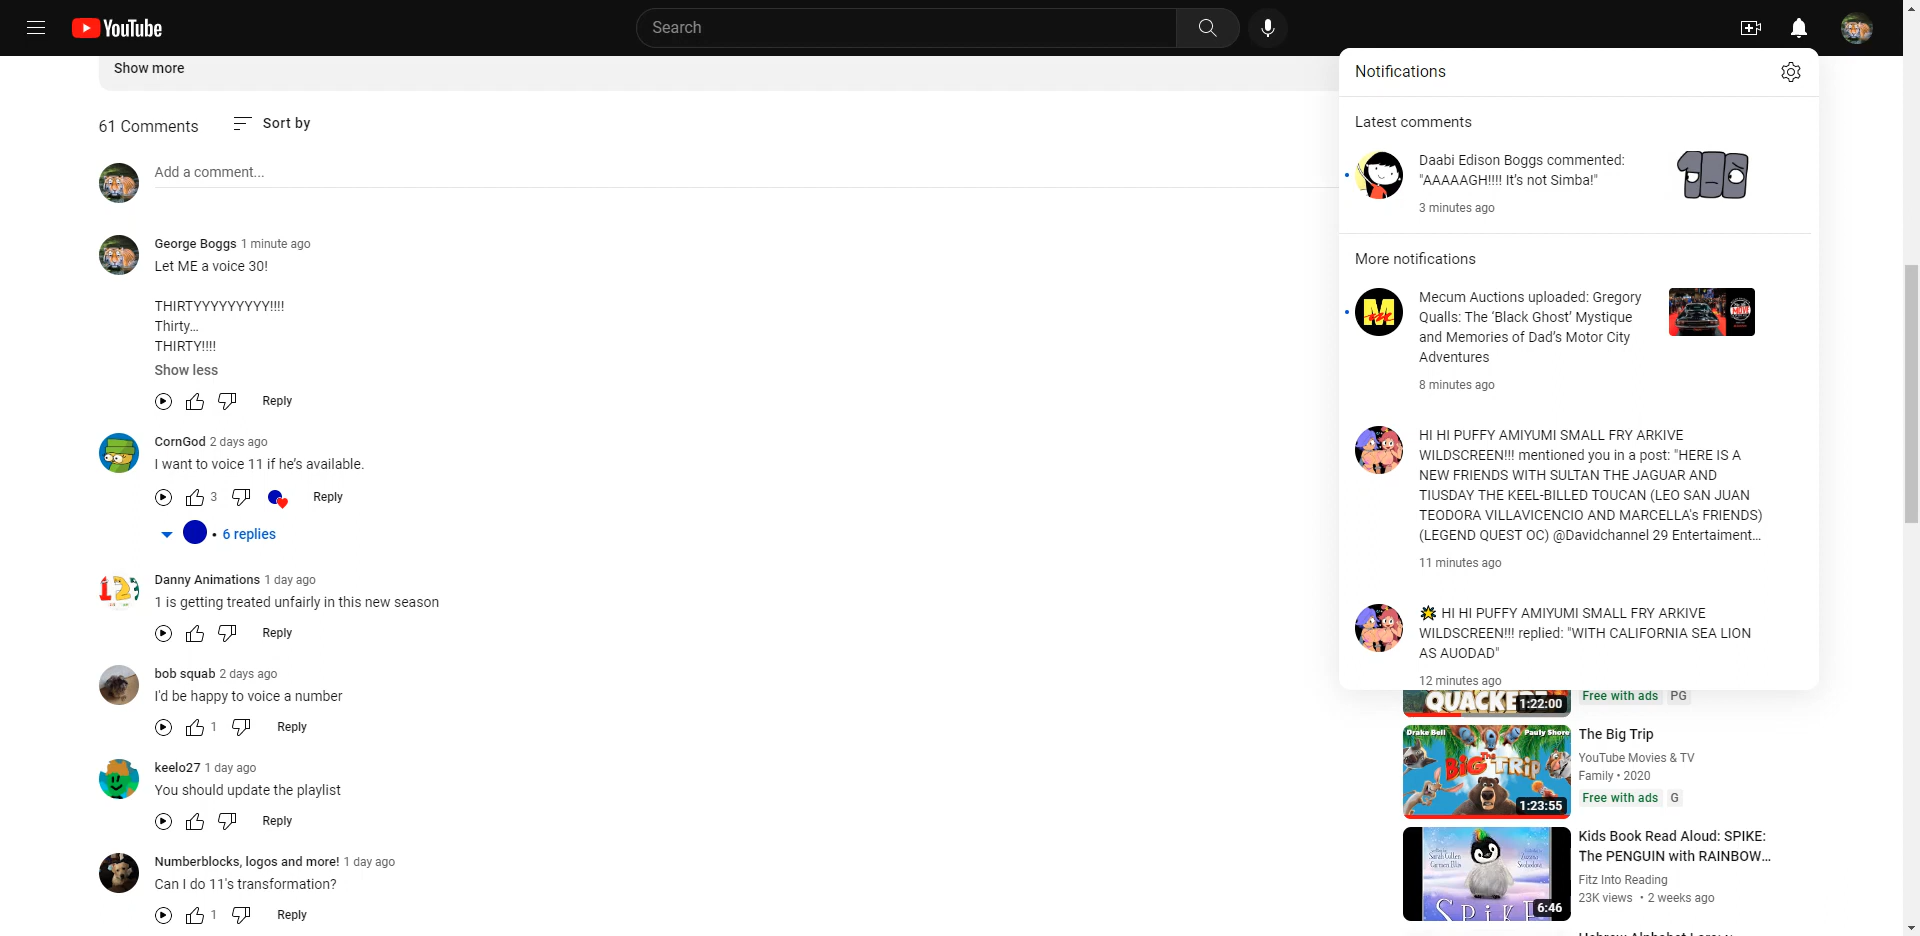 YouTube
Search
Show more
61 Comments
Sort by
Add a comment...
George Boggs 1 minute ago
Let ME a voice 30!
THIRTYYYYYYYYY!!!!
Thirty...
THIRTY!!!!
Show less
Reply
CornGod 2 days ago
I want to voice 11 if he's available.
3
Reply
• 6 replies
Danny Animations 1 day ago
1 is getting treated unfairly in this new season
Reply
bob squab 2 days ago
I'd be happy to voice a number
1
Reply
keelo27 1 day ago
You should update the playlist
Reply
Numberblocks, logos and more! 1 day ago
Can I do 11's transformation?
1
Reply
Notifications
Latest comments
Daabi Edison Boggs commented:
"AAAAAGH!!!! It's not Simba!"
3 minutes ago
More notifications
Mecum Auctions uploaded: Gregory
Qualls: The 'Black Ghost' Mystique
and Memories of Dad's Motor City
Adventures
8 minutes ago
HI HI PUFFY AMIYUMI SMALL FRY ARKIVE
WILDSCREEN!!! mentioned you in a post: "HERE IS A
NEW FRIENDS WITH SULTAN THE JAGUAR AND
TIUSDAY THE KEEL-BILLED TOUCAN (LEO SAN JUAN
TEODORA VILLAVICENCIO AND MARCELLA's FRIENDS)
(LEGEND QUEST OC) @Davidchannel 29 Entertaiment...
11 minutes ago
HI HI PUFFY AMIYUMI SMALL FRY ARKIVE
WILDSCREEN!!! replied: "WITH CALIFORNIA SEA LION
AS AUODAD"
12 minutes ago
1:22:00
Free with ads PG
Drake Bell Pauly Shore
The BIG TRIP
1:23:55
The Big Trip
YouTube Movies & TV
Family • 2020
Free with ads G
SPIKE
6:46
Kids Book Read Aloud: SPIKE:
The PENGUIN with RAINBOW...
Fitz Into Reading
23K views • 2 weeks ago